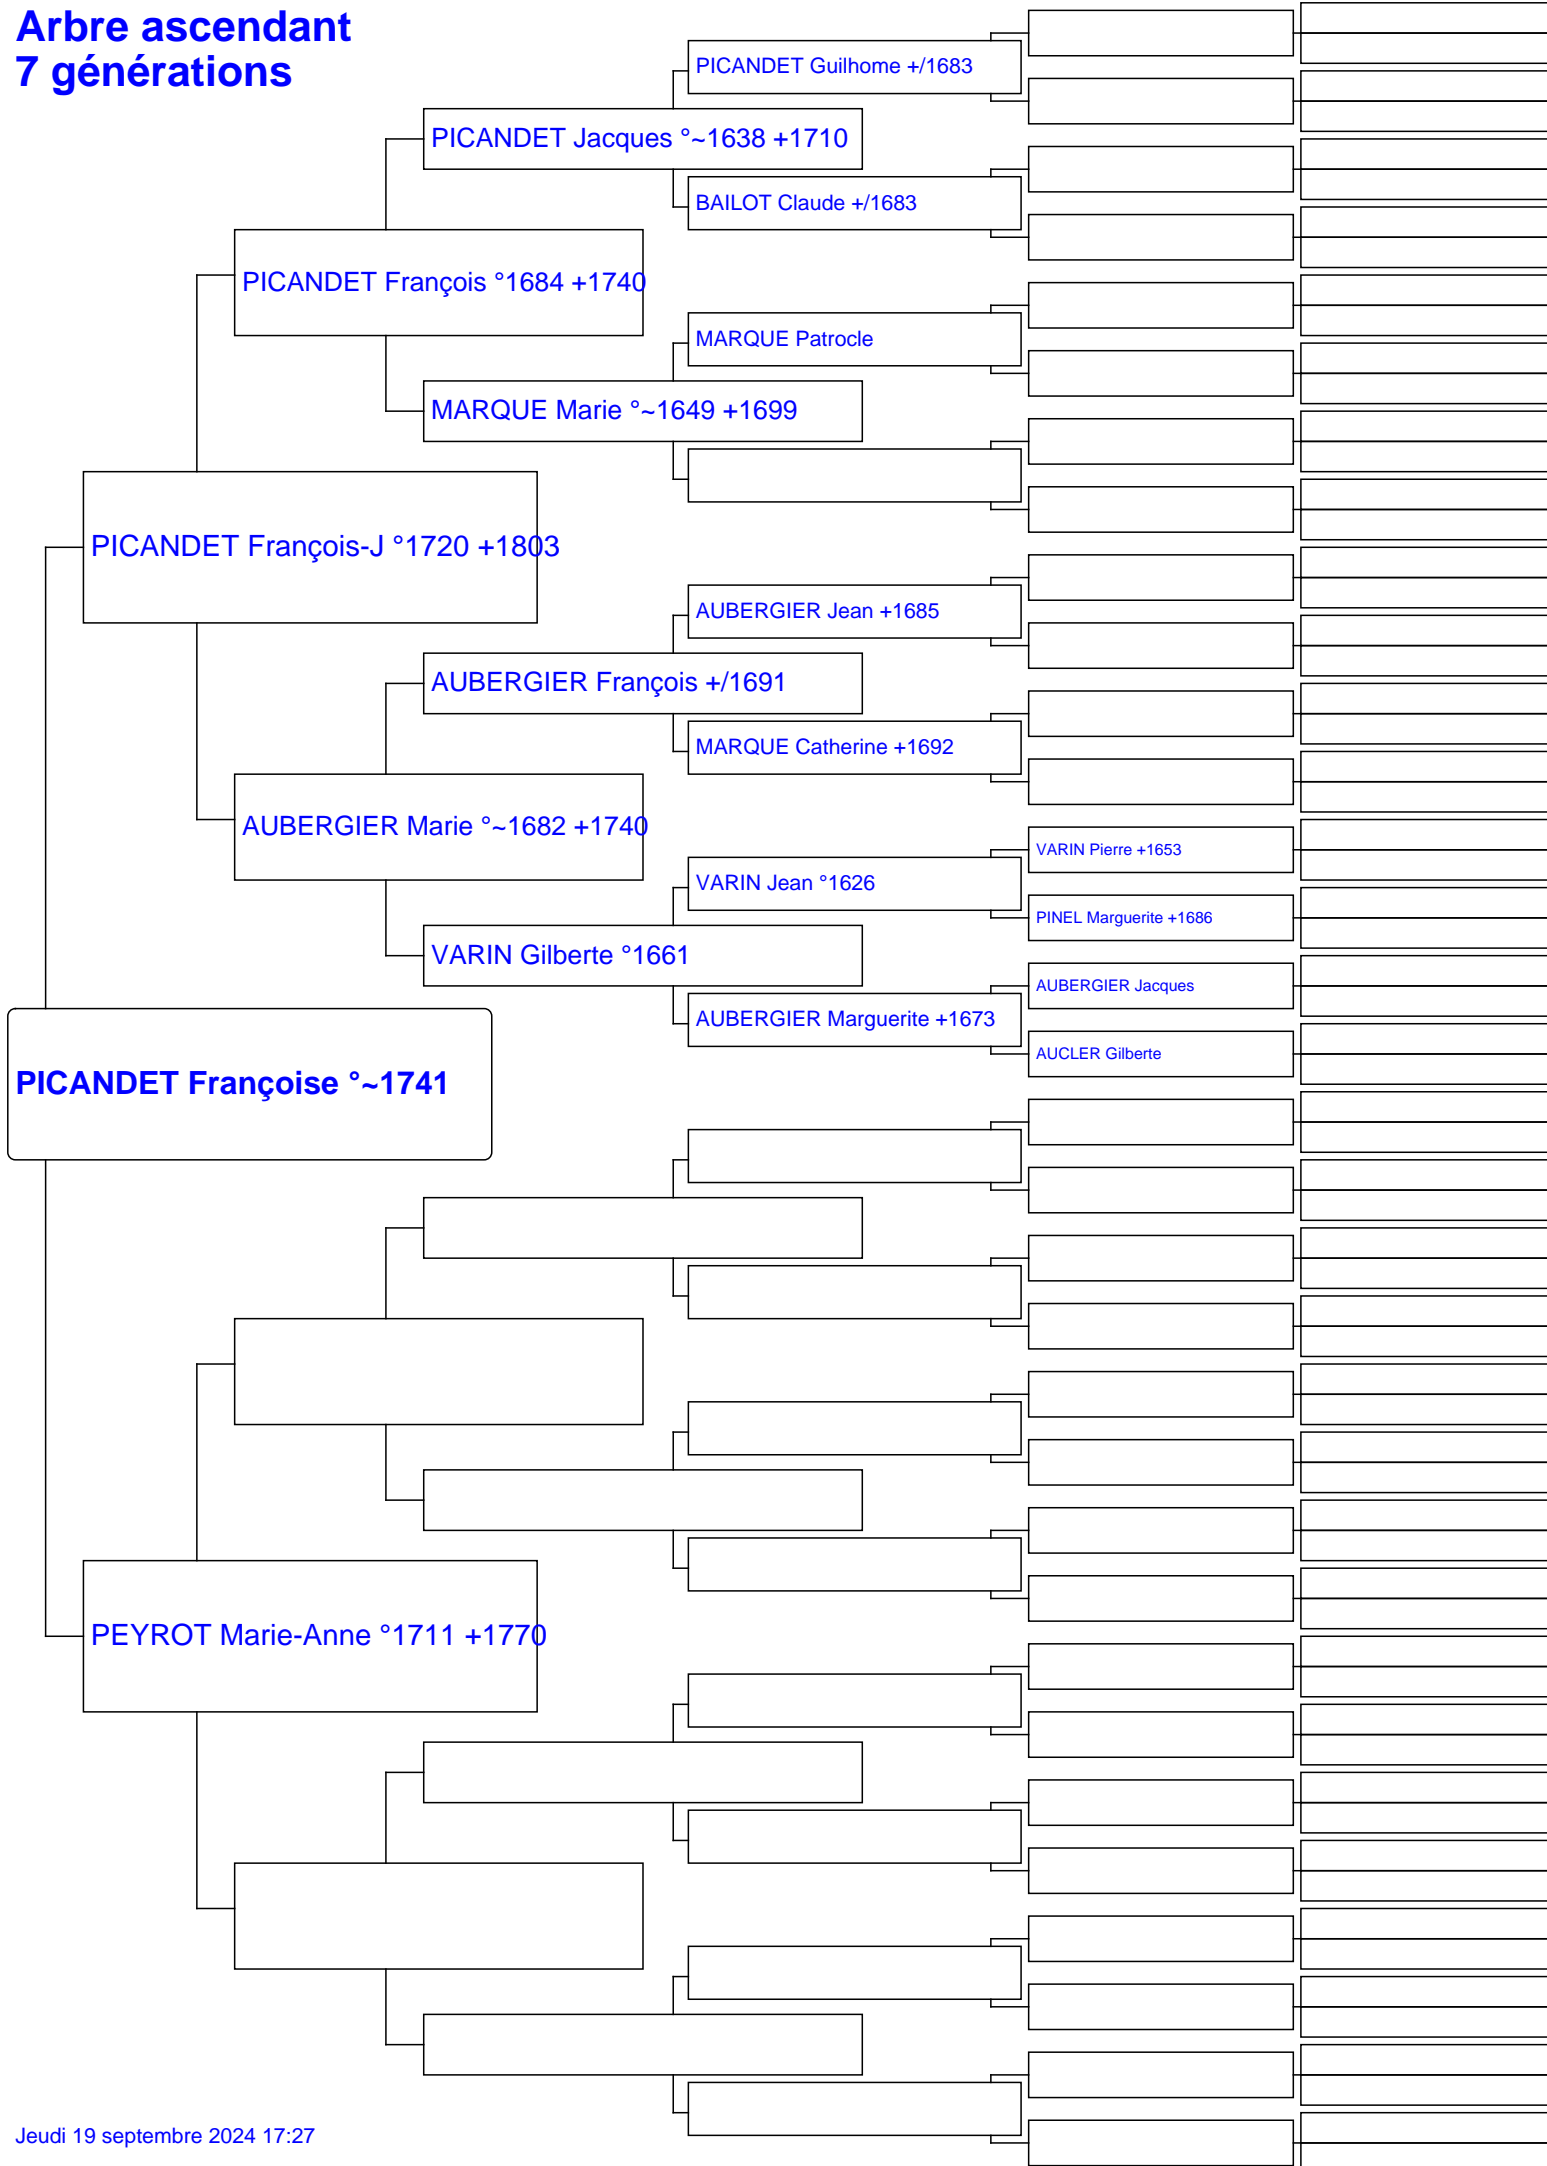 Arbre ascendant
7 générations
PICANDET Guilhome +/1683
PICANDET Jacques °~1638 +1710
BAILOT Claude +/1683
PICANDET François °1684 +1740
MARQUE Patrocle
MARQUE Marie °~1649 +1699
PICANDET François-J °1720 +1803
AUBERGIER Jean +1685
AUBERGIER François +/1691
MARQUE Catherine +1692
AUBERGIER Marie °~1682 +1740
VARIN Pierre +1653
VARIN Jean °1626
PINEL Marguerite +1686
VARIN Gilberte °1661
AUBERGIER Jacques
AUBERGIER Marguerite +1673
AUCLER Gilberte
PICANDET Françoise °~1741
PEYROT Marie-Anne °1711 +1770
Jeudi 19 septembre 2024 17:27